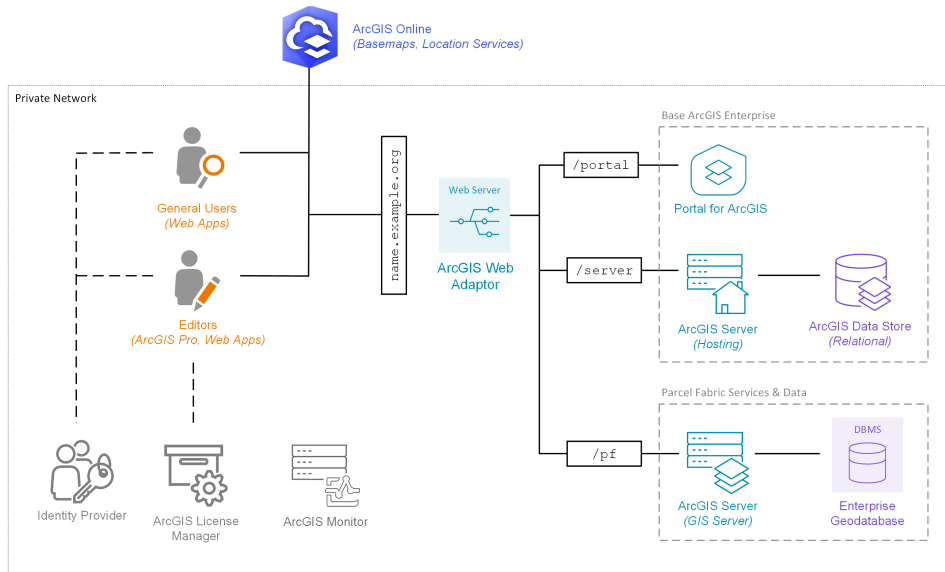 ArcGIS Online
(Basemaps, Location Services)
Private Network
General Users
(Web Apps)
Editors
(ArcGIS Pro, Web Apps)
Identity Provider
ArcGIS License
Manager
ArcGIS Monitor
name.example.org
Web Server
ArcGIS Web
Adaptor
/portal
/server
/pf
Base ArcGIS Enterprise
Portal for ArcGIS
ArcGIS Server
(Hosting)
ArcGIS Data Store
(Relational)
Parcel Fabric Services & Data
ArcGIS Server
(GIS Server)
DBMS
Enterprise
Geodatabase